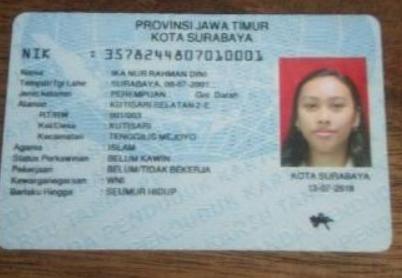 PROVINSI JAWA TIMUR
KOTA SURABAYA
NIK : 3578244807010001
Nama : IKA NUR RAHMAN DINI
Tempat/Tgl Lahir : SURABAYA, 08-07-2001
Jenis Kelamin : PEREMPUAN Gol. Darah
Alamat : KUTISARI SELATAN 2-E
RT/RW : 001/003
Kel/Desa : KUTISARI
Kecamatan : TENGGILIS MEJOYO
Agama : ISLAM
Status Perkawinan : BELUM KAWIN
Pekerjaan : BELUM/TIDAK BEKERJA
Kewarganegaraan : WNI
Berlaku Hingga : SEUMUR HIDUP
KOTA SURABAYA
13-07-2018